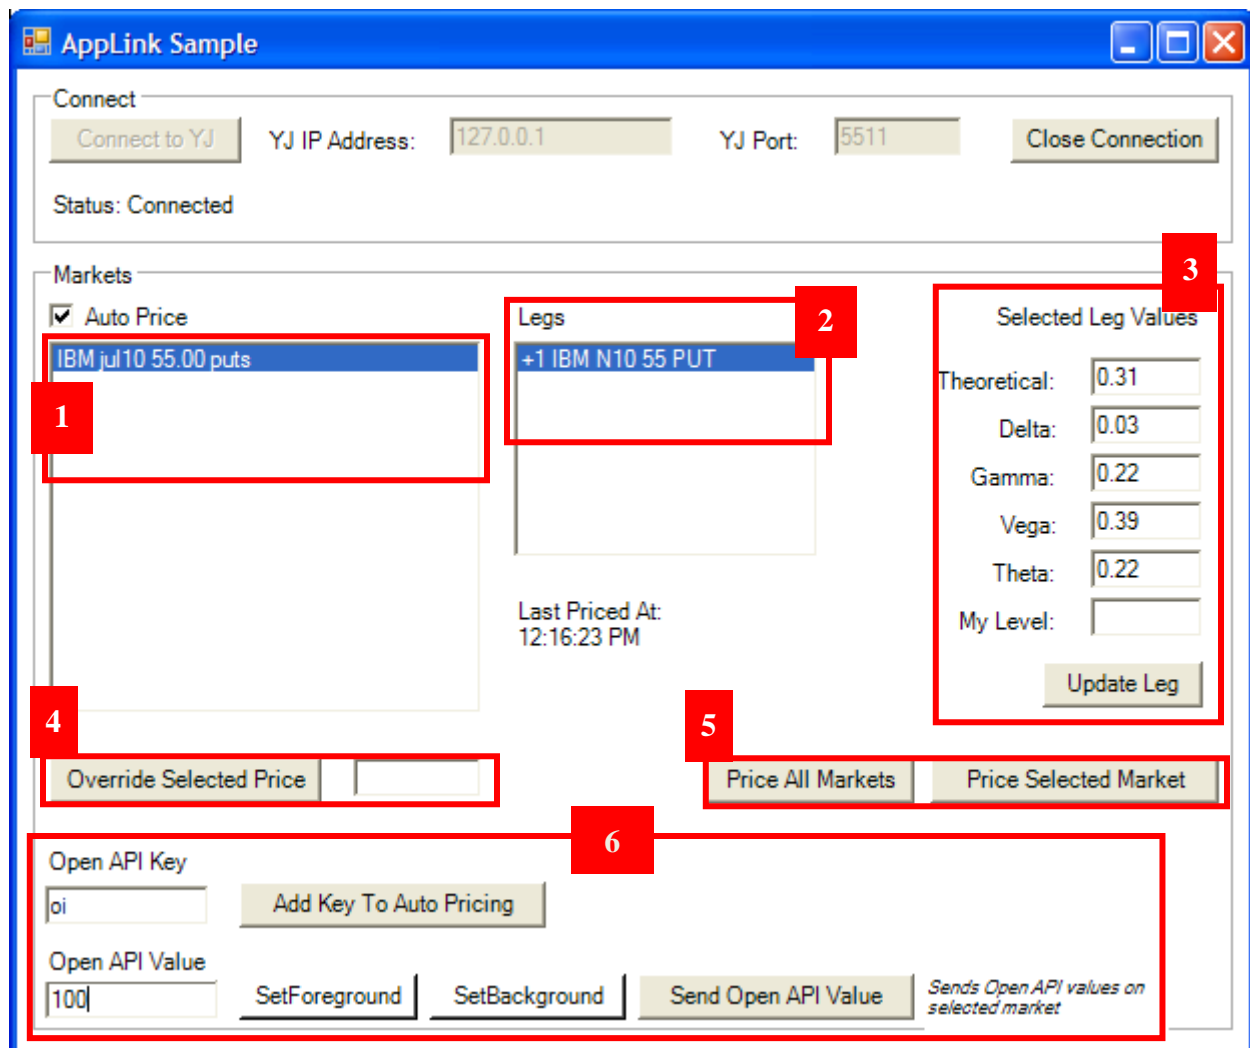 AppLink Sample
Connect
Connect to YJ YJ IP Address: 127.0.0.1 YJ Port: 5511 Close Connection
Status: Connected
3
Markets
Auto Price Legs 2 Selected Leg Values
IBM jul10 55.00 puts +1 IBM N10 55 PUT
Theoretical: 0.31
1
Delta: 0.03
Gamma: 0.22
Vega: 0.39
Theta: 0.22
Last Priced At:
12:16:23 PM
My Level:
Update Leg
4 5
Override Selected Price Price All Markets Price Selected Market
6
Open API Key
oi Add Key To Auto Pricing
Open API Value
100 SetForeground SetBackground Send Open API Value Sends Open API values on
selected market